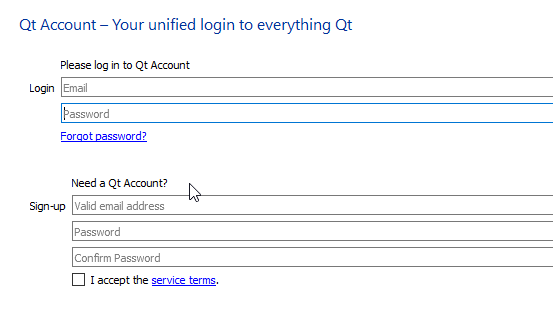 Qt Account – Your unified login to everything Qt
Please log in to Qt Account
Login Email
Password
Forgot password?
Need a Qt Account?
Sign-up Valid email address
Password
Confirm Password
I accept the service terms.